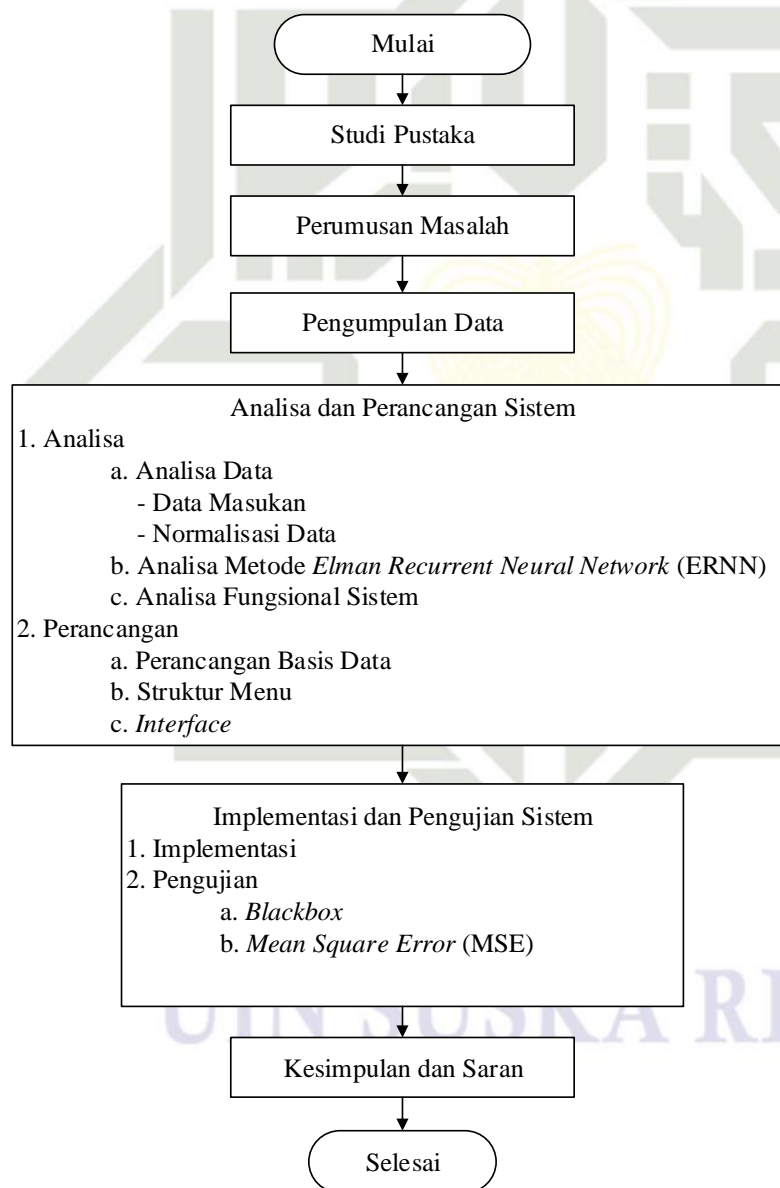 Mulai
Studi Pustaka
Perumusan Masalah
Pengumpulan Data
Analisa dan Perancangan Sistem
1. Analisa
a. Analisa Data
- Data Masukan
- Normalisasi Data
b. Analisa Metode Elman Recurrent Neural Network (ERNN)
c. Analisa Fungsional Sistem
2. Perancangan
a. Perancangan Basis Data
b. Struktur Menu
c. Interface
Implementasi dan Pengujian Sistem
1. Implementasi
2. Pengujian
a. Blackbox
b. Mean Square Error (MSE)
UIN SUSKA
Kesimpulan dan Saran
Selesai